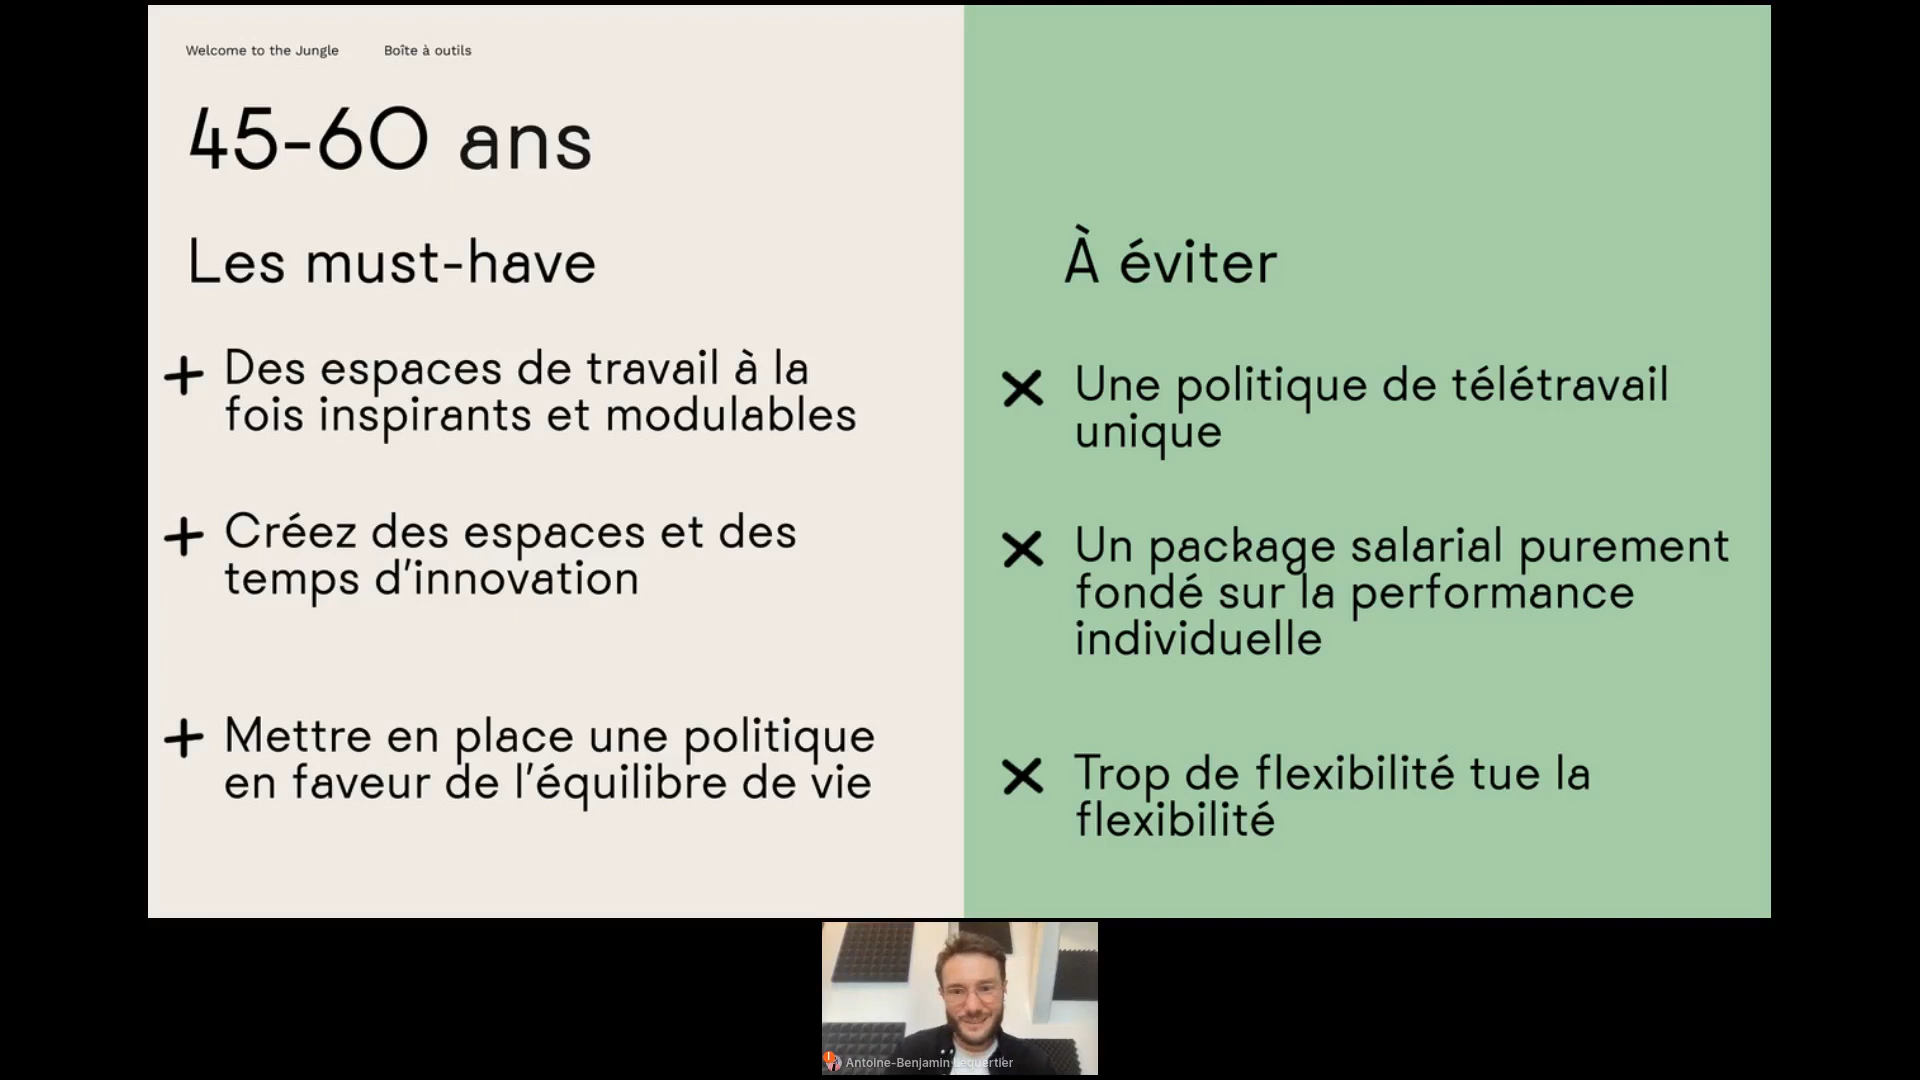 Welcome to the Jungle
Boîte à outils
45-60 ans
Les must-have
Des espaces de travail à la
fois inspirants et modulables
Créez des espaces et des
temps d'innovation
Mettre en place une politique
en faveur de l'équilibre de vie
À éviter
Une politique de télétravail
unique
Un package salarial purement
fondé sur la performance
individuelle
Trop de flexibilité tue la
flexibilité
Antoine-Benjamin Lequertier